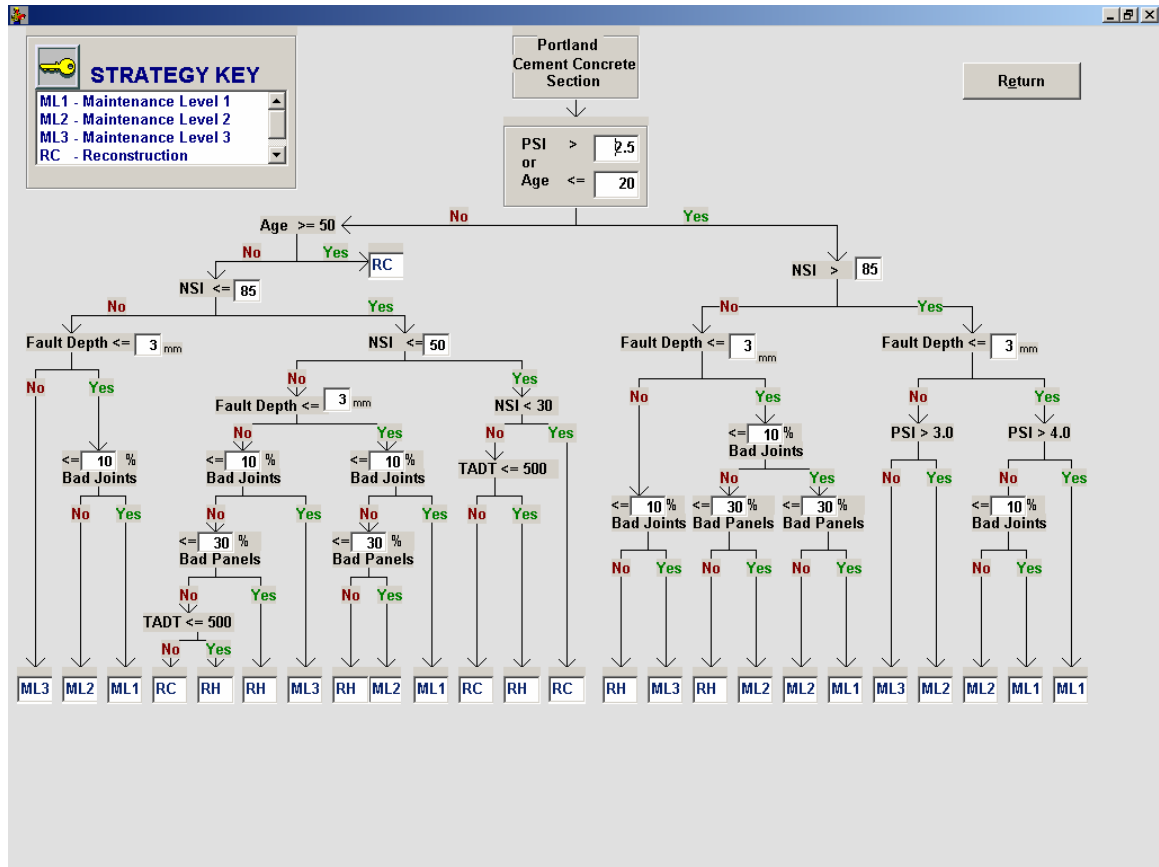 STRATEGY KEY
ML1 - Maintenance Level 1
ML2 - Maintenance Level 2
ML3 - Maintenance Level 3
RC - Reconstruction
Portland
Cement Concrete
Section
Return
PSI > 2.5
or
Age <= 20
No Yes
Age >= 50
No Yes
RC
NSI > 85
NSI <= 85
No Yes
No Yes
Fault Depth <= 3 mm
NSI <= 50
Fault Depth <= 3 mm
Fault Depth <= 3 mm
No Yes
No Yes
No Yes
No Yes
Fault Depth <= 3 mm
NSI < 30
No Yes
No Yes
<= 10 %
Bad Joints
PSI > 3.0
PSI > 4.0
<= 10 %
Bad Joints
<= 10 %
Bad Joints
<= 10 %
Bad Joints
TADT <= 500
No Yes
No Yes
No Yes
No Yes
No Yes
No Yes
No Yes
No Yes
<= 10 %
Bad Joints
<= 30 %
Bad Panels
<= 30 %
Bad Panels
<= 10 %
Bad Joints
<= 30 %
Bad Panels
<= 30 %
Bad Panels
No Yes
No Yes
No Yes
No Yes
No Yes
No Yes
TADT <= 500
No Yes
ML3 ML2 ML1 RC RH RH ML3 RH ML2 ML1 RC RH RC RH ML3 RH ML2 ML2 ML1 ML3 ML2 ML2 ML1 ML1